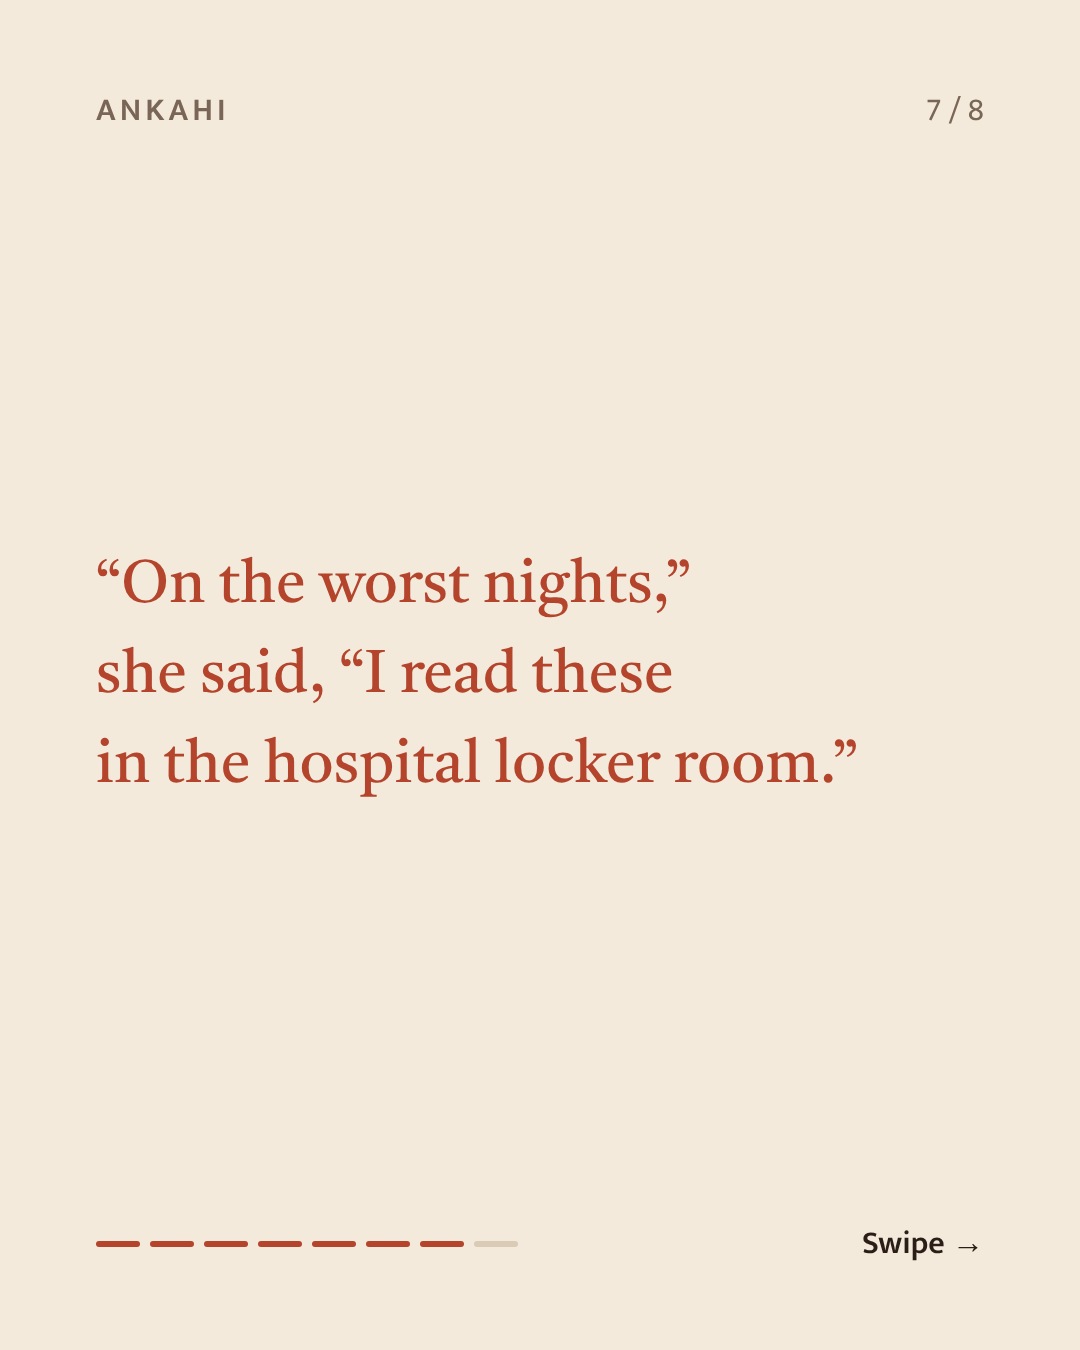 ANKAHI
7 / 8
“On the worst nights,”
she said, “I read these
in the hospital locker room.”
Swipe →